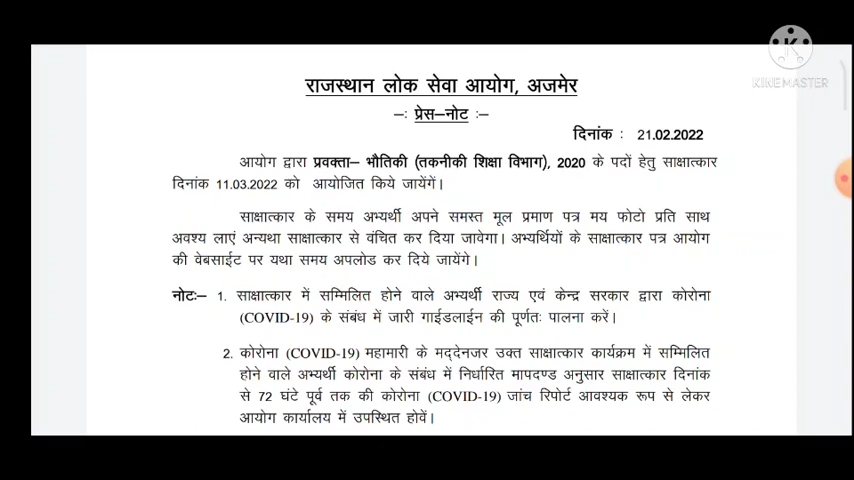 KINEMASTER
राजस्थान लोक सेवा आयोग, अजमेर
–: प्रेस–नोट :–
दिनांक : 21.02.2022
आयोग द्वारा प्रवक्ता– भौतिकी (तकनीकी शिक्षा विभाग), 2020 के पदों हेतु साक्षात्कार
दिनांक 11.03.2022 को आयोजित किये जायेंगें।
साक्षात्कार के समय अभ्यर्थी अपने समस्त मूल प्रमाण पत्र मय फोटो प्रति साथ
अवश्य लाएं अन्यथा साक्षात्कार से वंचित कर दिया जावेगा। अभ्यर्थियों के साक्षात्कार पत्र आयोग
की वेबसाईट पर यथा समय अपलोड कर दिये जायेंगे।
नोटः– 1. साक्षात्कार में सम्मिलित होने वाले अभ्यर्थी राज्य एवं केन्द्र सरकार द्वारा कोरोना
(COVID-19) के संबंध में जारी गाईडलाईन की पूर्णतः पालना करें।
2. कोरोना (COVID-19) महामारी के मद्देनजर उक्त साक्षात्कार कार्यक्रम में सम्मिलित
होने वाले अभ्यर्थी कोरोना के संबंध में निर्धारित मापदण्ड अनुसार साक्षात्कार दिनांक
से 72 घंटे पूर्व तक की कोरोना (COVID-19) जांच रिपोर्ट आवश्यक रूप से लेकर
आयोग कार्यालय में उपस्थित होवें।